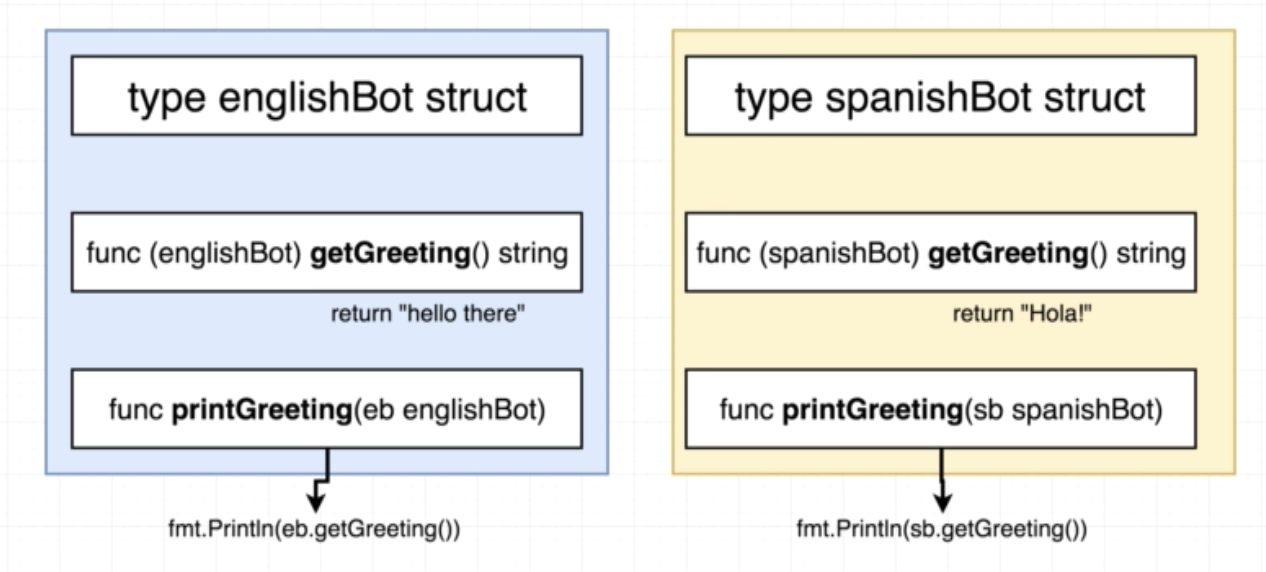 type englishBot struct
func (englishBot) getGreeting() string
return "hello there"
func printGreeting(eb englishBot)
fmt.Println(eb.getGreeting())
type spanishBot struct
func (spanishBot) getGreeting() string
return "Hola!"
func printGreeting(sb spanishBot)
fmt.Println(sb.getGreeting())